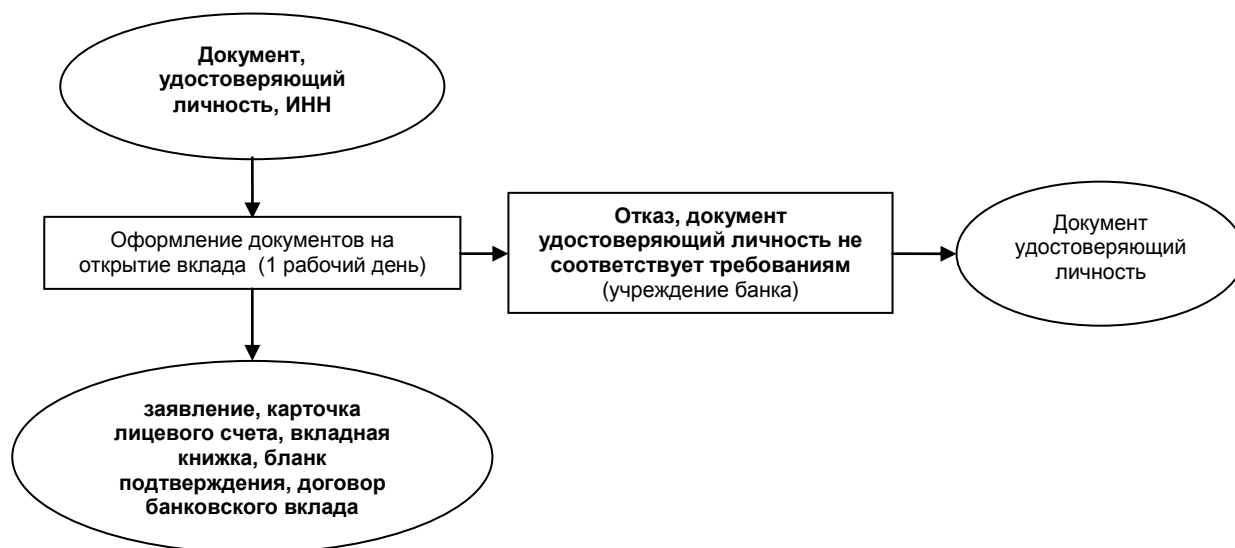 Документ,
удостоверяющий
личность, ИНН
Оформление документов на
открытие вклада (1 рабочий день)
Отказ, документ
удостоверяющий личность не
соответствует требованиям
(учреждение банка)
Документ
удостоверяющий
личность
заявление, карточка
лицевого счета, вкладная
книжка, бланк
подтверждения, договор
банковского вклада